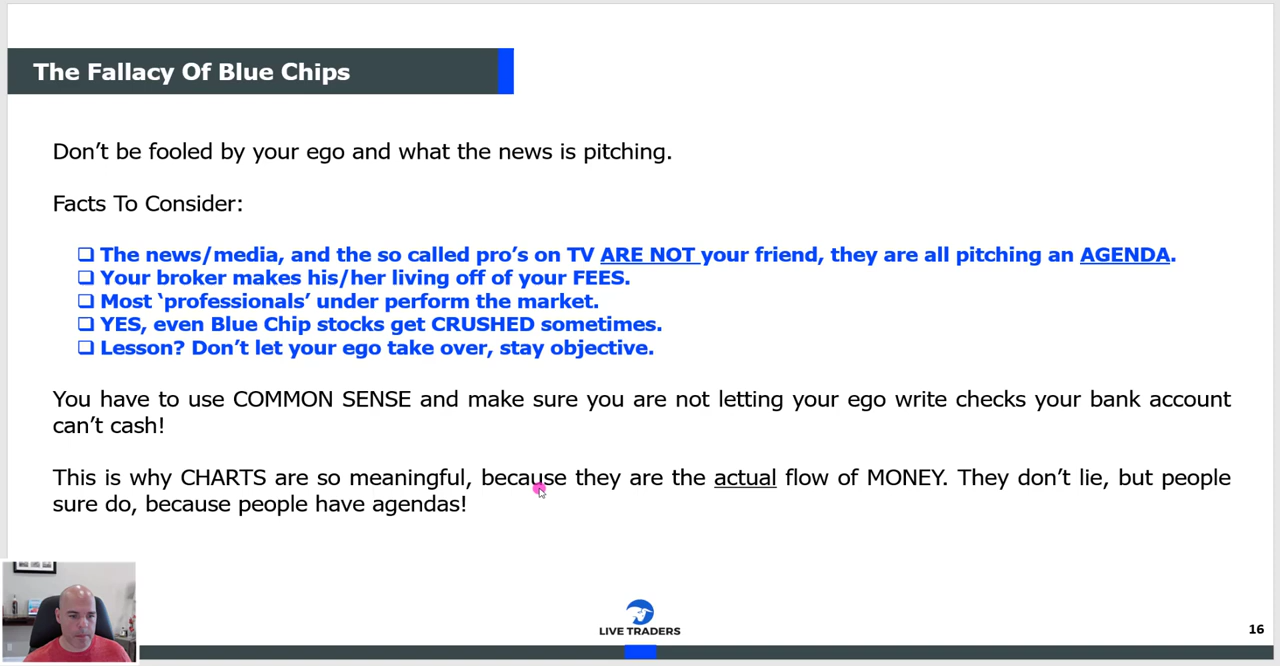 The Fallacy Of Blue Chips
Don't be fooled by your ego and what the news is pitching.
Facts To Consider:
❑ The news/media, and the so called pro's on TV ARE NOT your friend, they are all pitching an AGENDA.
❑ Your broker makes his/her living off of your FEES.
❑ Most ‘professionals’ under perform the market.
❑ YES, even Blue Chip stocks get CRUSHED sometimes.
❑ Lesson? Don't let your ego take over, stay objective.
You have to use COMMON SENSE and make sure you are not letting your ego write checks your bank account
can't cash!
This is why CHARTS are so meaningful, because they are the actual flow of MONEY. They don't lie, but people
sure do, because people have agendas!
LIVE TRADERS
16